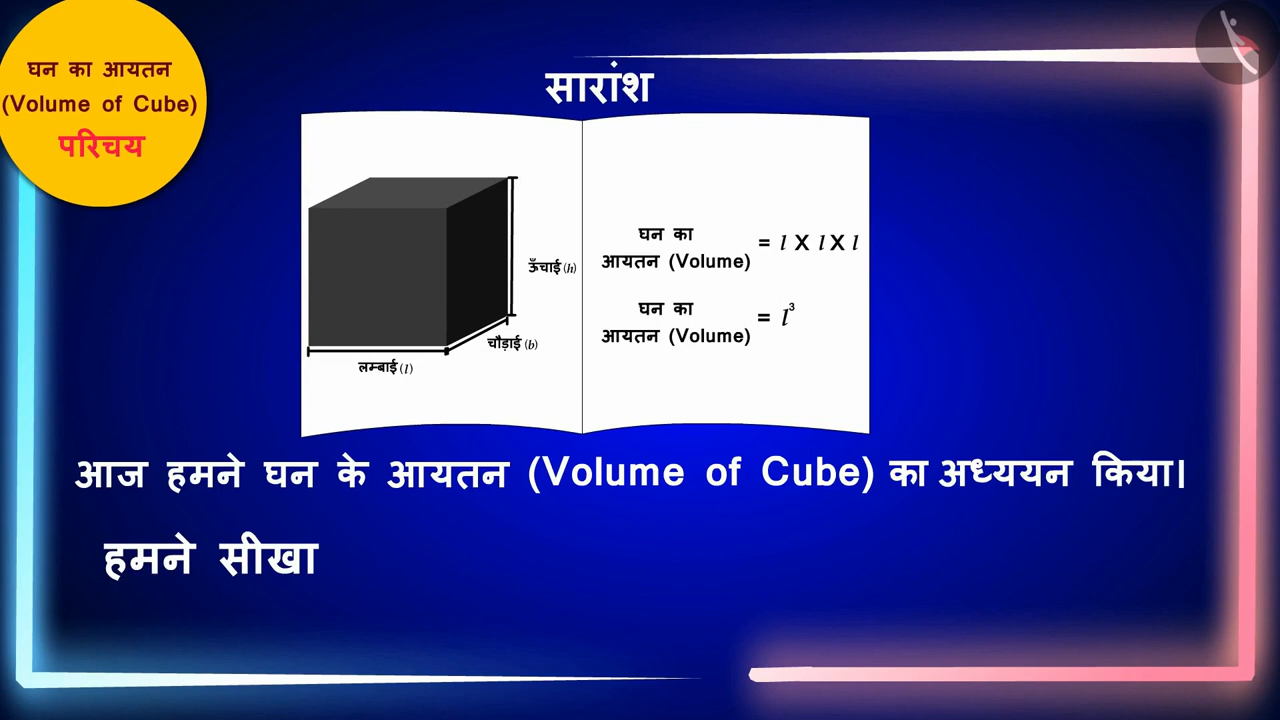 घन का आयतन
(Volume of Cube)
परिचय
सारांश
ऊँचाई (h)
चौड़ाई (b)
लम्बाई (l)
घन का
आयतन (Volume) = l X l X l
घन का
आयतन (Volume) = l³
आज हमने घन के आयतन (Volume of Cube) का अध्ययन किया।
हमने सीखा